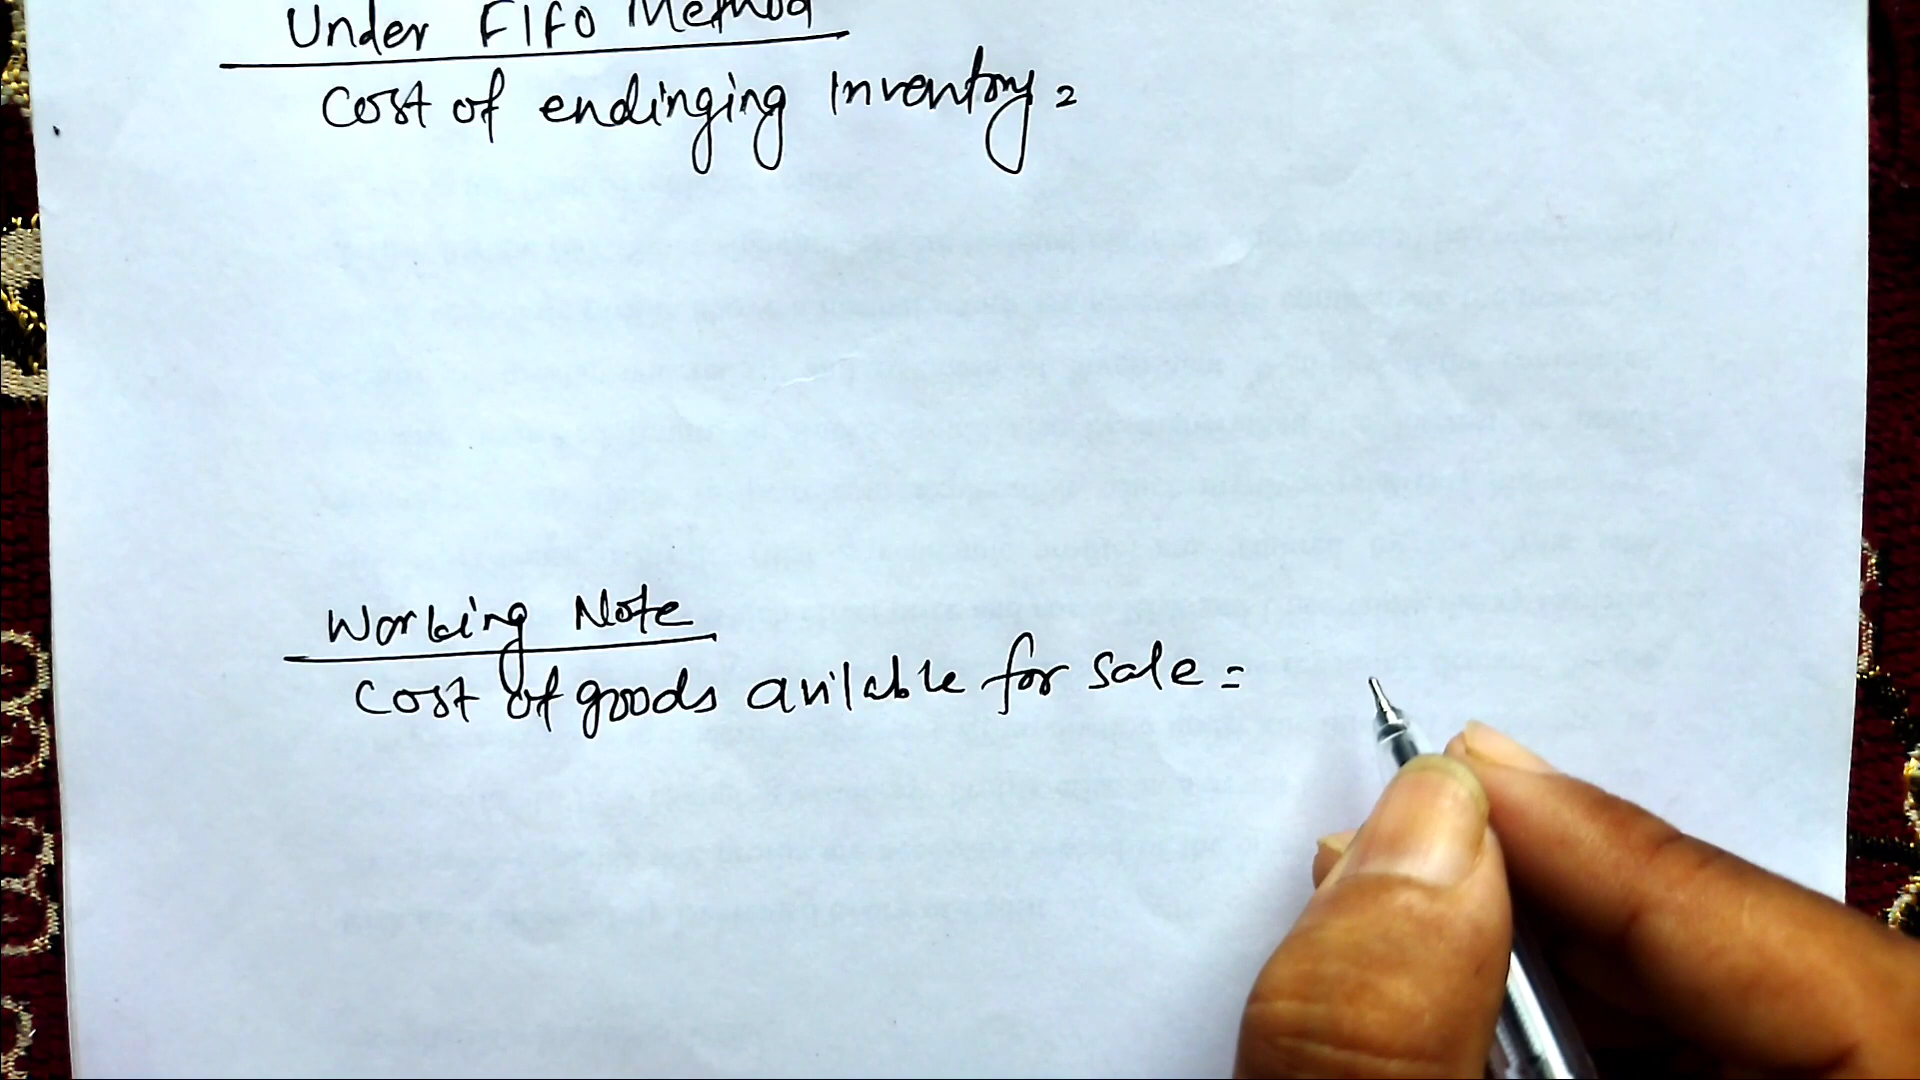 Under FIFO Method
Cost of endinging Inventory =
Working Note
Cost of goods avilable for Sale =